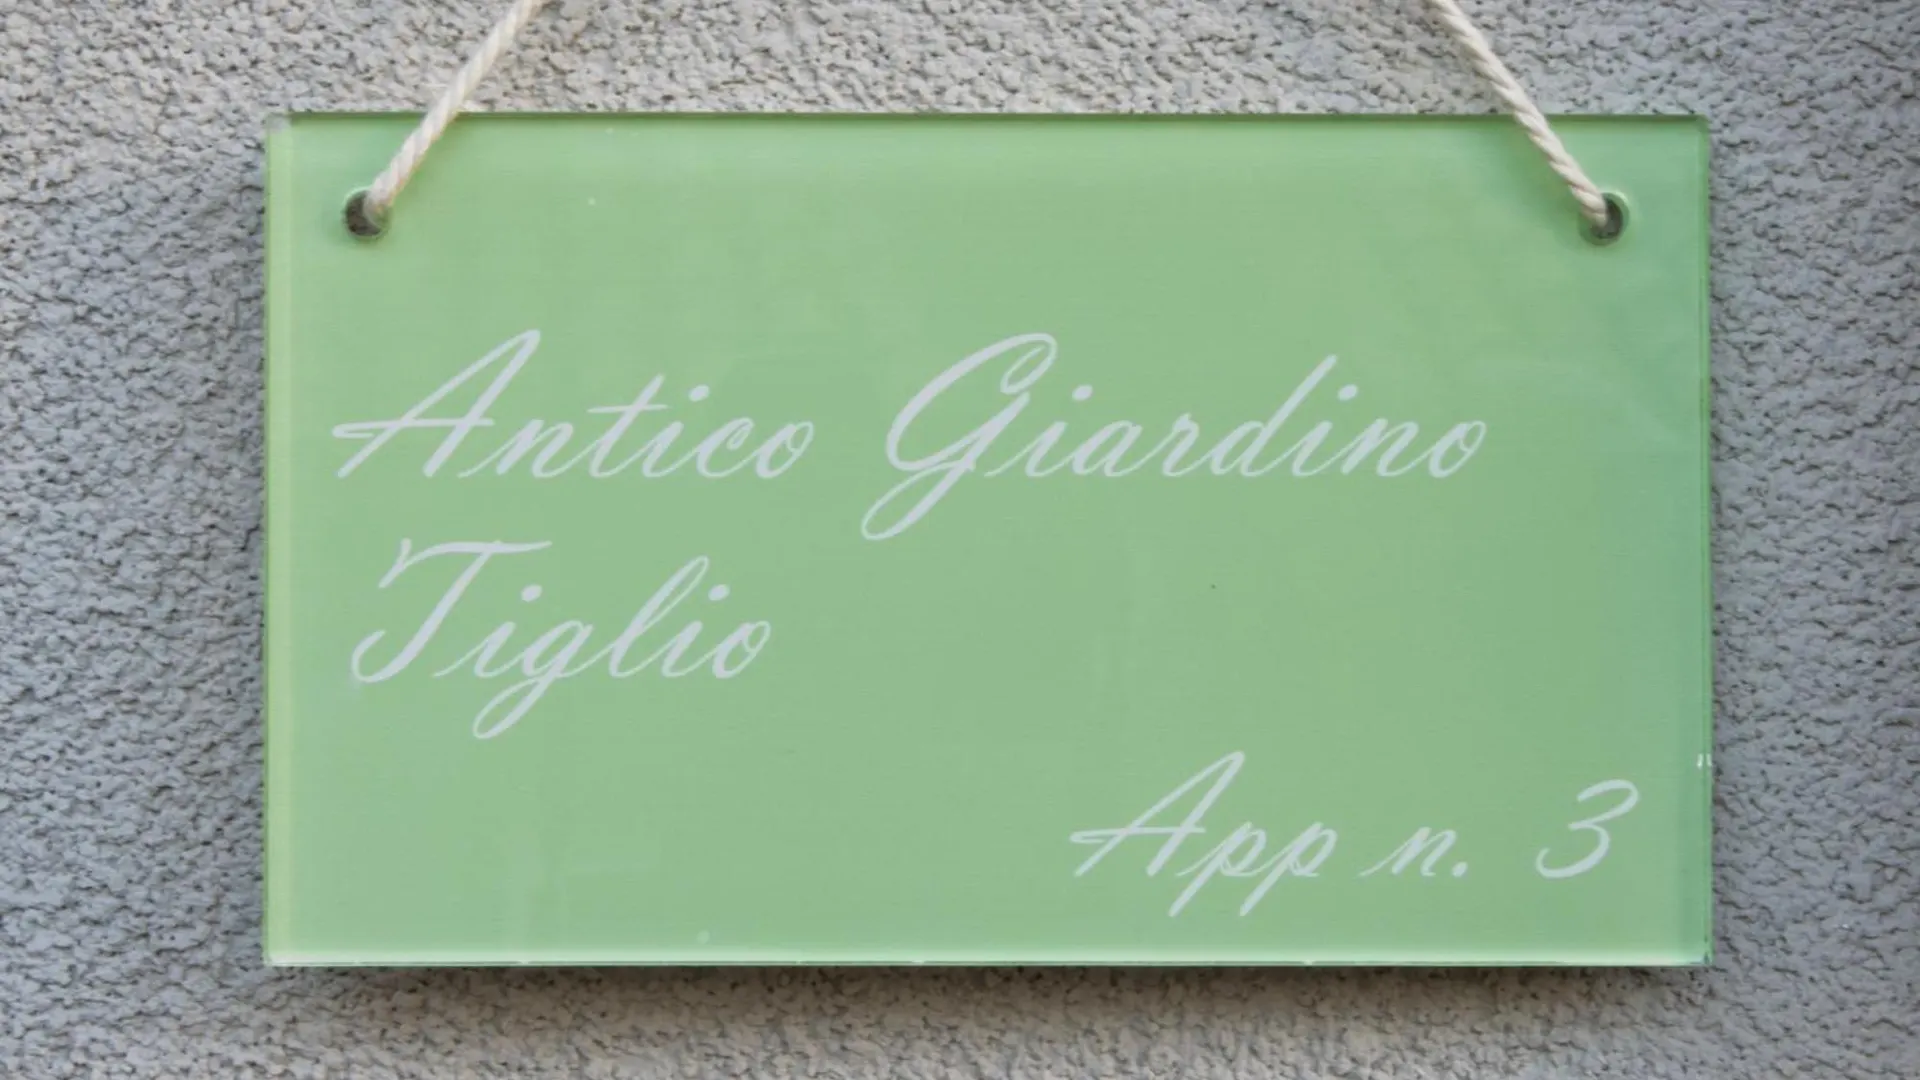 Antico Giardino
Tiglio
App n. 3